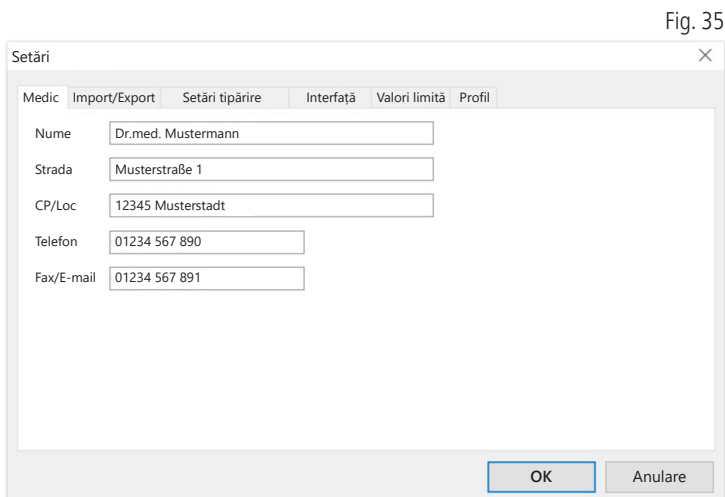 Fig. 35
Setări
Medic Import/Export Setări tipărire Interfață Valori limită Profil
Nume Dr.med. Mustermann
Strada Musterstraße 1
CP/Loc 12345 Musterstadt
Telefon 01234 567 890
Fax/E-mail 01234 567 891
OK Anulare